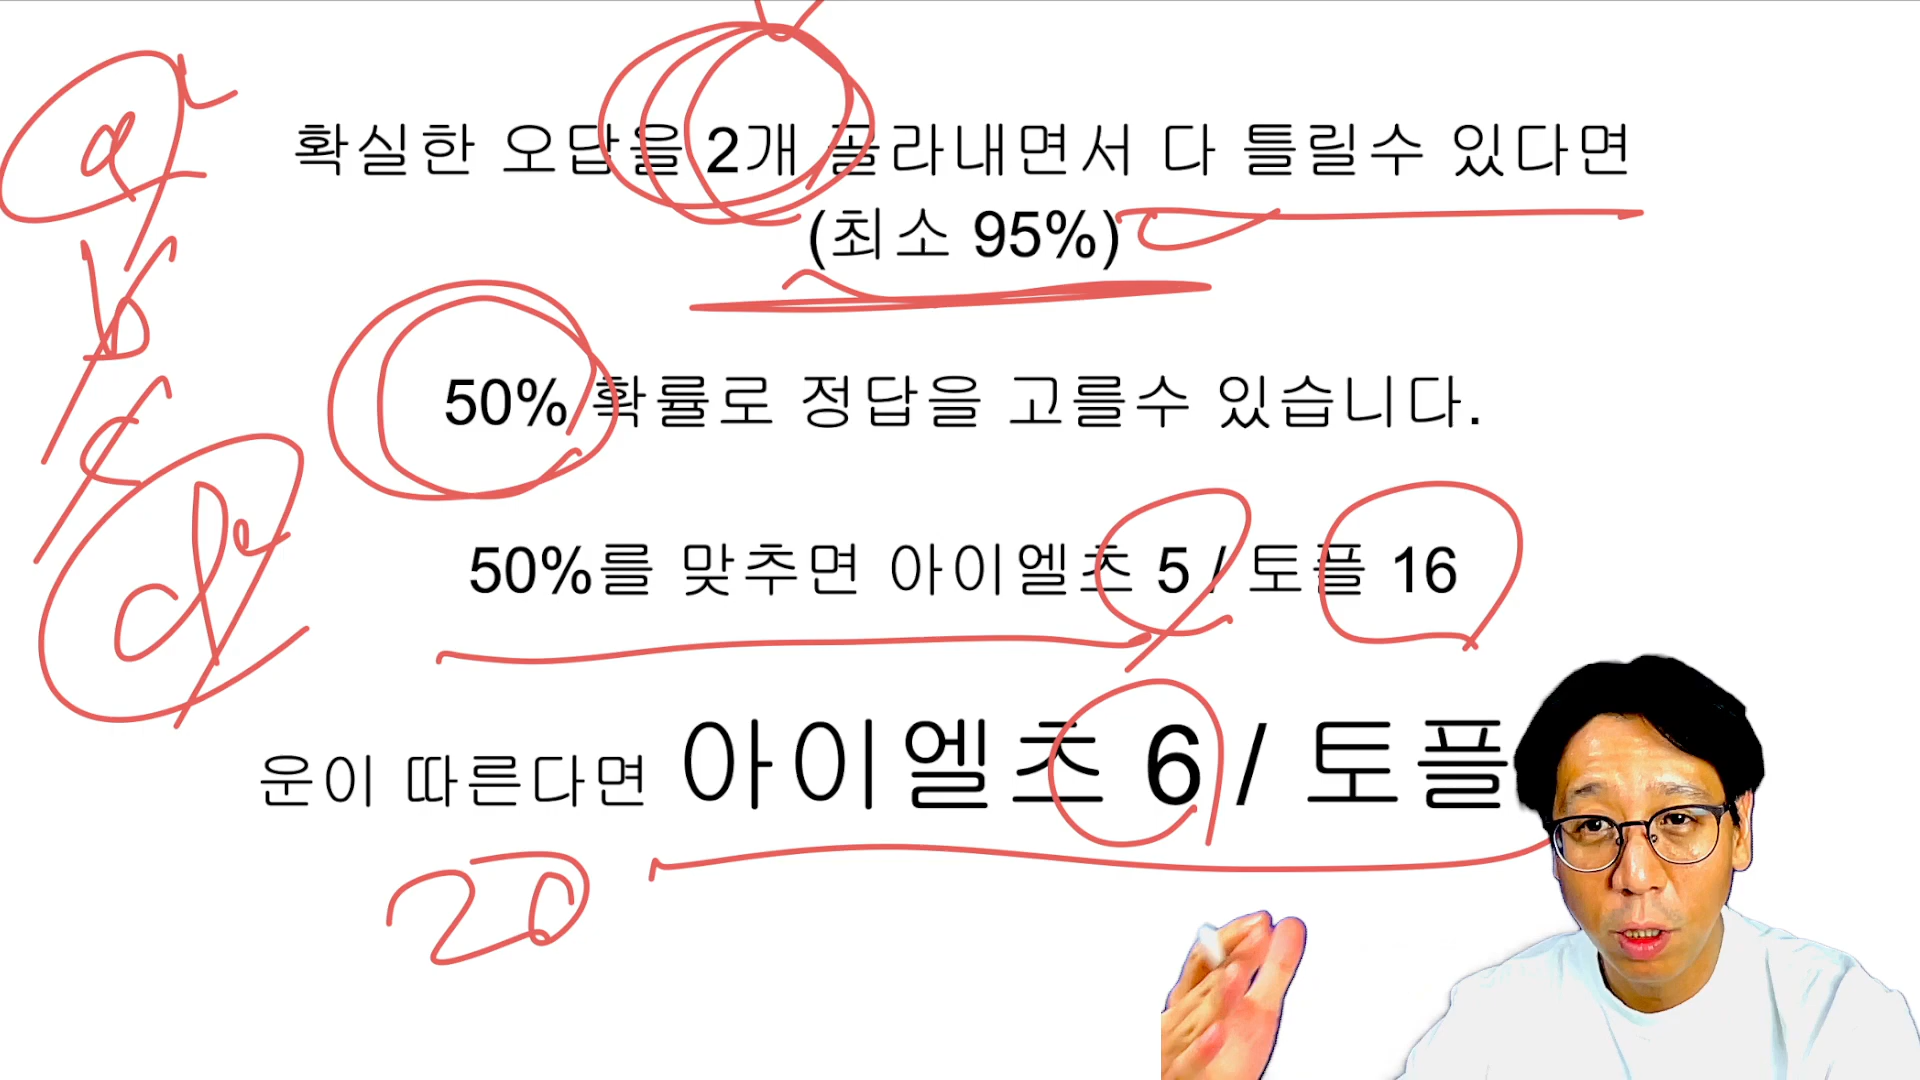 확실한 오답을 2개 골라내면서 다 틀릴수 있다면
(최소 95%)
50% 확률로 정답을 고를수 있습니다.
50%를 맞추면 아이엘츠 5 / 토플 16
운이 따른다면 아이엘츠 6 / 토플
a
b
c
d
20